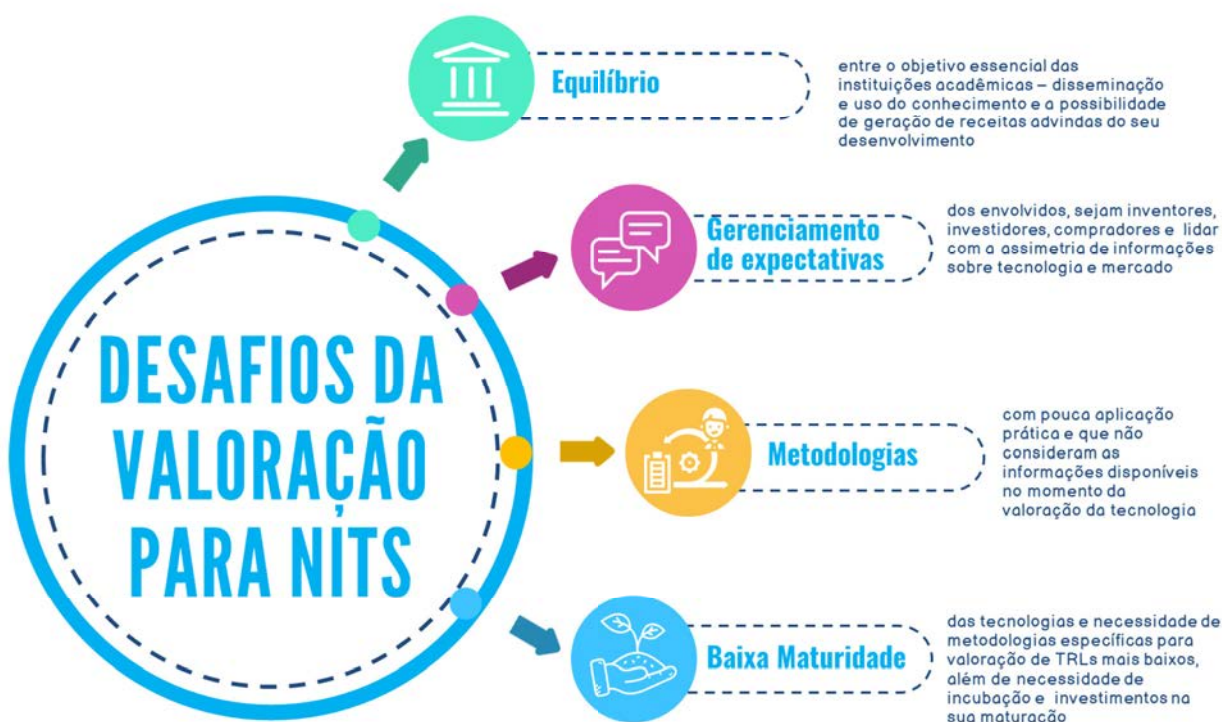 DESAFIOS DA
VALORAÇÃO
PARA NITS
Equilíbrio
entre o objetivo essencial das
instituições acadêmicas – disseminação
e uso do conhecimento e a possibilidade
de geração de receitas advindas do seu
desenvolvimento
Gerenciamento
de expectativas
dos envolvidos, sejam inventores,
investidores, compradores e lidar
com a assimetria de informações
sobre tecnologia e mercado
Metodologias
com pouca aplicação
prática e que não
consideram as
informações disponíveis
no momento da
valoração da tecnologia
Baixa Maturidade
das tecnologias e necessidade de
metodologias específicas para
valoração de TRLs mais baixos,
além de necessidade de
incubação e investimentos na
sua maturação